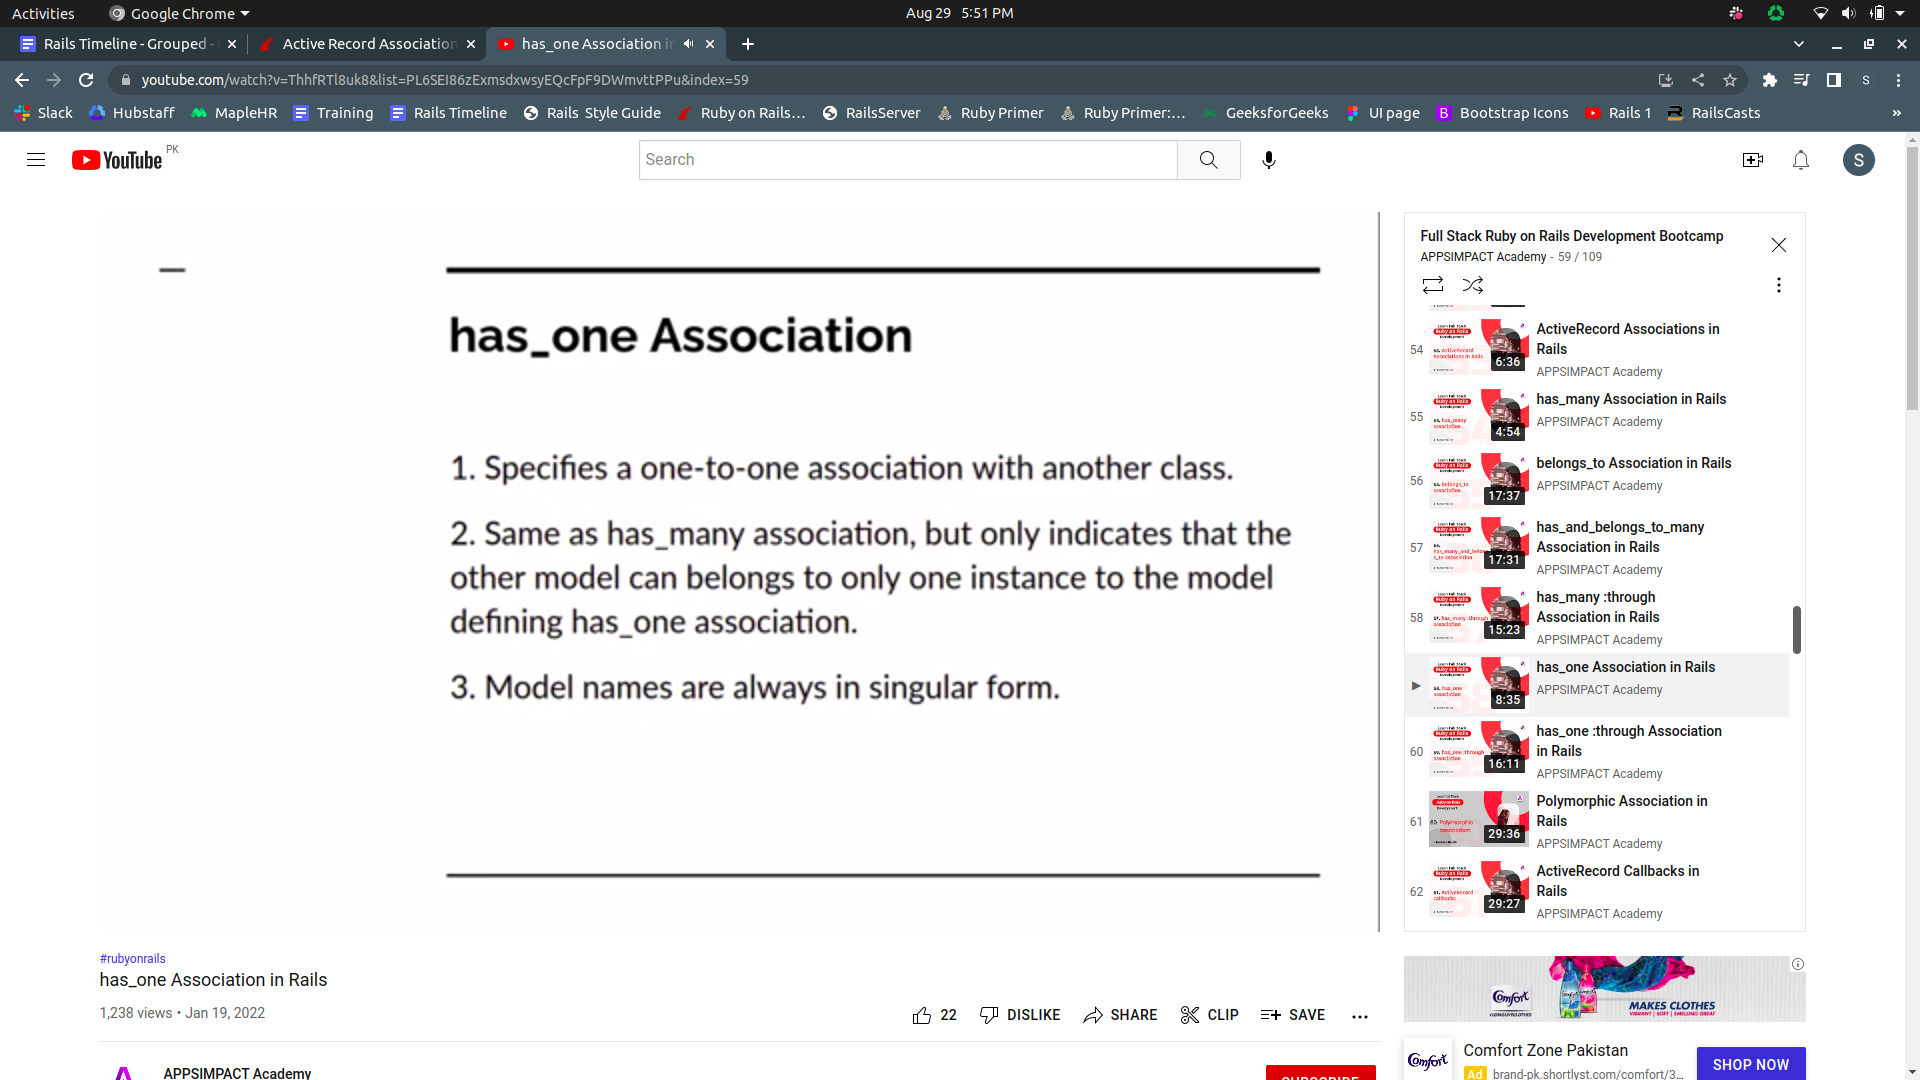 Activities
Google Chrome
Aug 29 5:51 PM
Rails Timeline - Grouped -
Active Record Association
has_one Association i
youtube.com/watch?v=ThhfRTl8uk8&list=PL6SEI86zExmsdxwsyEQcFpF9DWmvttPPu&index=59
S
Slack
Hubstaff
MapleHR
Training
Rails Timeline
Rails Style Guide
Ruby on Rails...
RailsServer
Ruby Primer
Ruby Primer:...
GeeksforGeeks
UI page
Bootstrap Icons
Rails 1
RailsCasts
YouTube PK
Search
S
has_one Association
1. Specifies a one-to-one association with another class.
2. Same as has_many association, but only indicates that the
other model can belongs to only one instance to the model
defining has_one association.
3. Model names are always in singular form.
#rubyonrails
has_one Association in Rails
1,238 views • Jan 19, 2022
22
DISLIKE
SHARE
CLIP
SAVE
APPSIMPACT Academy
SUBSCRIBE
Full Stack Ruby on Rails Development Bootcamp
APPSIMPACT Academy - 59 / 109
54
6:36
ActiveRecord Associations in
Rails
APPSIMPACT Academy
55
4:54
has_many Association in Rails
APPSIMPACT Academy
56
17:37
belongs_to Association in Rails
APPSIMPACT Academy
57
17:31
has_and_belongs_to_many
Association in Rails
APPSIMPACT Academy
58
15:23
has_many :through
Association in Rails
APPSIMPACT Academy
8:35
has_one Association in Rails
APPSIMPACT Academy
60
16:11
has_one :through Association
in Rails
APPSIMPACT Academy
61
29:36
Polymorphic Association in
Rails
APPSIMPACT Academy
62
29:27
ActiveRecord Callbacks in
Rails
APPSIMPACT Academy
Comfort
MAKES CLOTHES
VIBRANT | SOFT | SMELLING GREAT
Comfort
Comfort Zone Pakistan
Ad brand-pk.shortlyst.com/comfort/3...
SHOP NOW